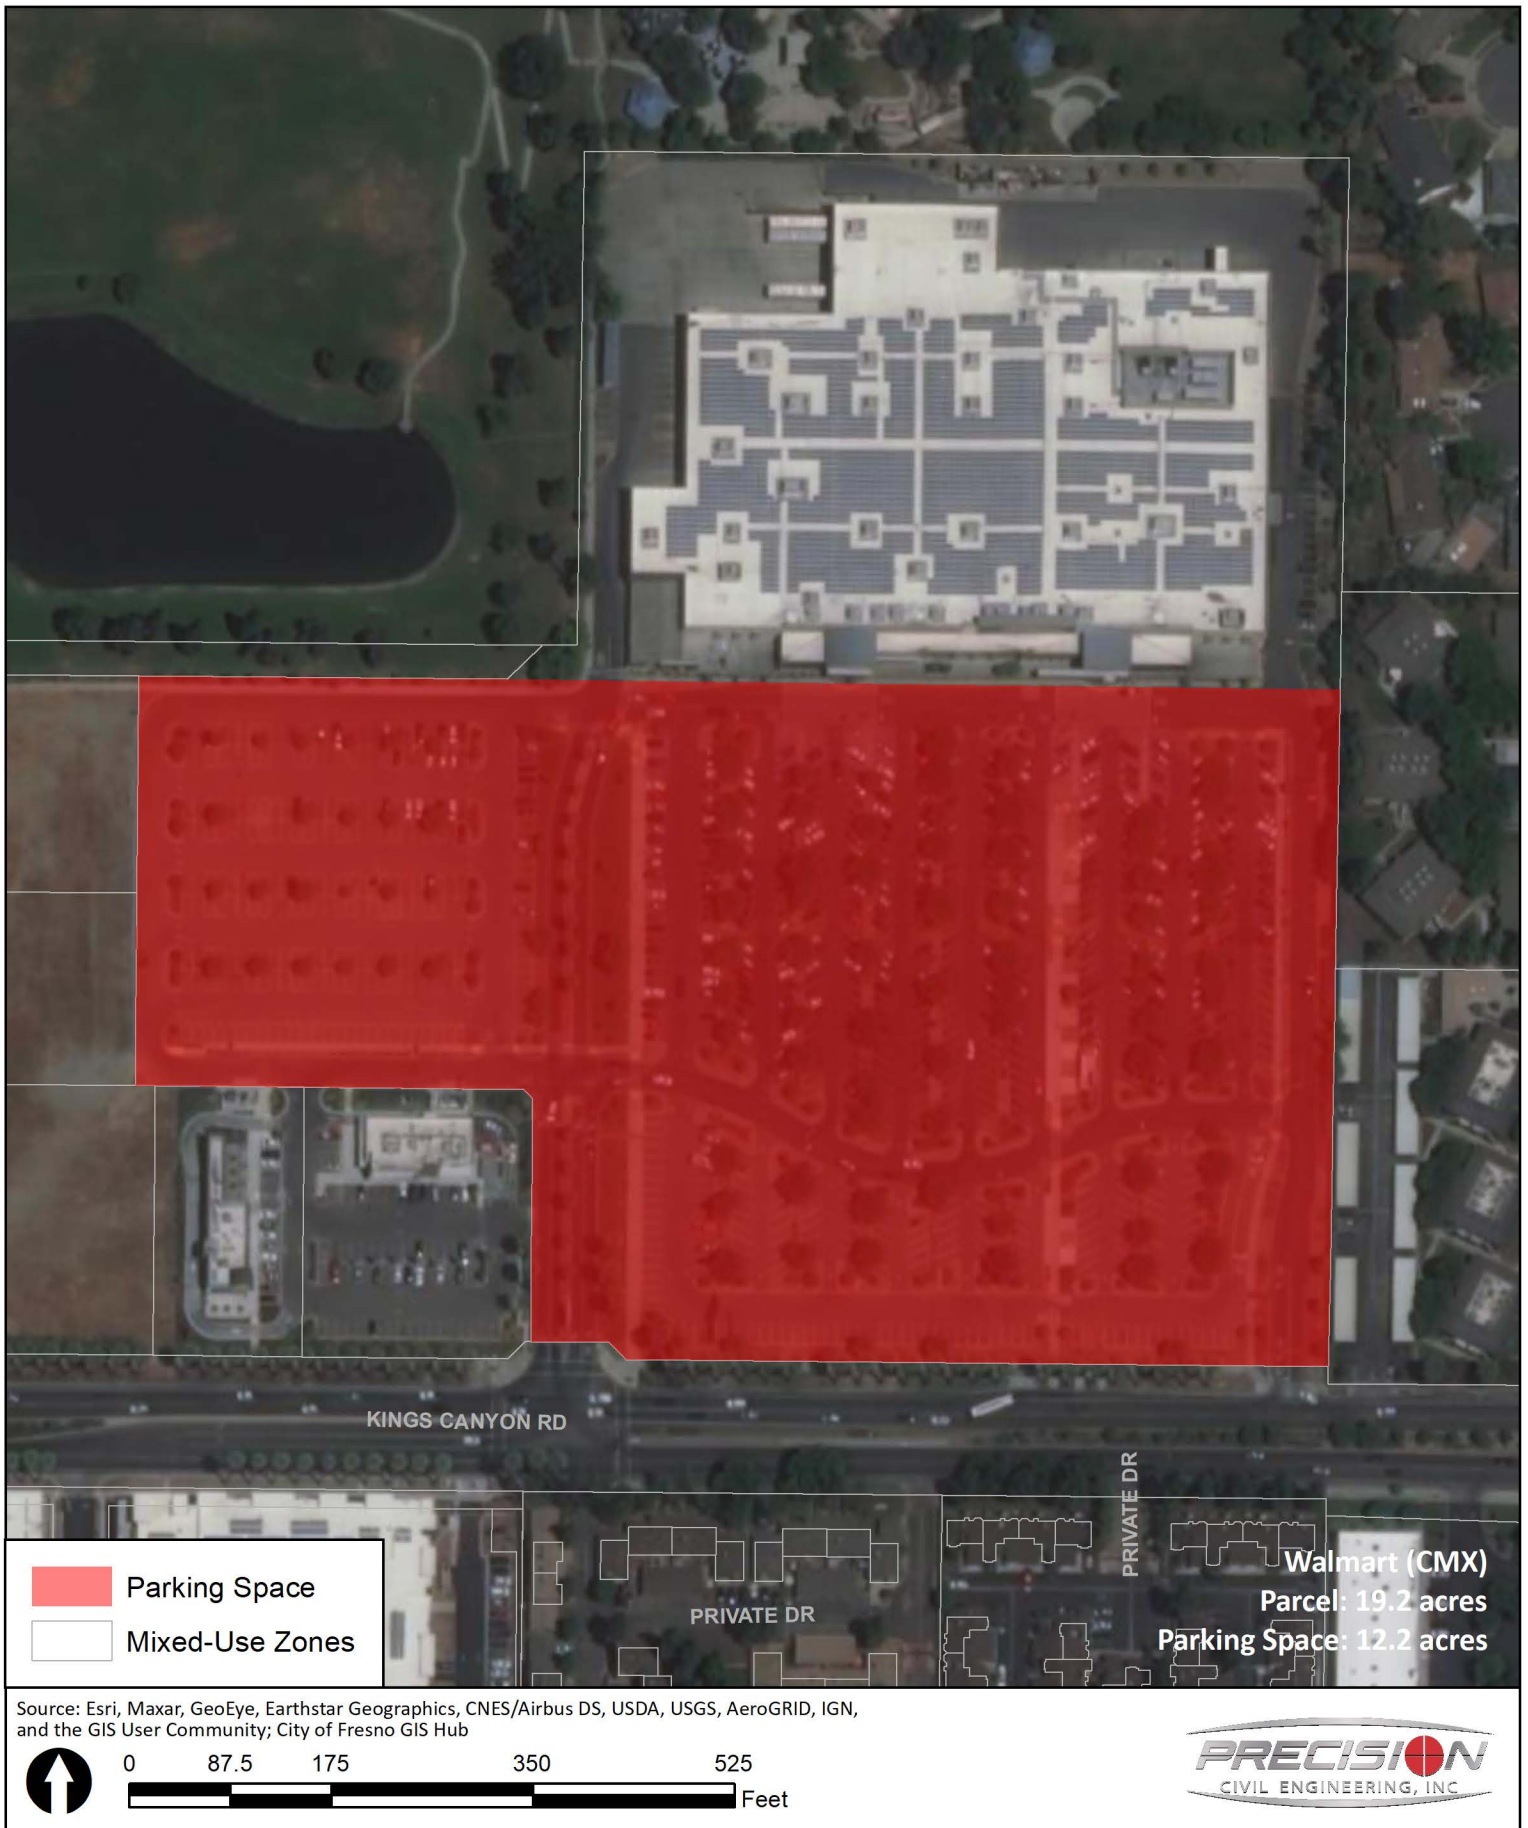 KINGS CANYON RD
PRIVATE DR
PRIVATE DR
Walmart (CMX)
Parcel: 19.2 acres
Parking Space: 12.2 acres
Parking Space
Mixed-Use Zones
Source: Esri, Maxar, GeoEye, Earthstar Geographics, CNES/Airbus DS, USDA, USGS, AeroGRID, IGN,
and the GIS User Community; City of Fresno GIS Hub
0 87.5 175 350 525
Feet
PRECISION
CIVIL ENGINEERING, INC